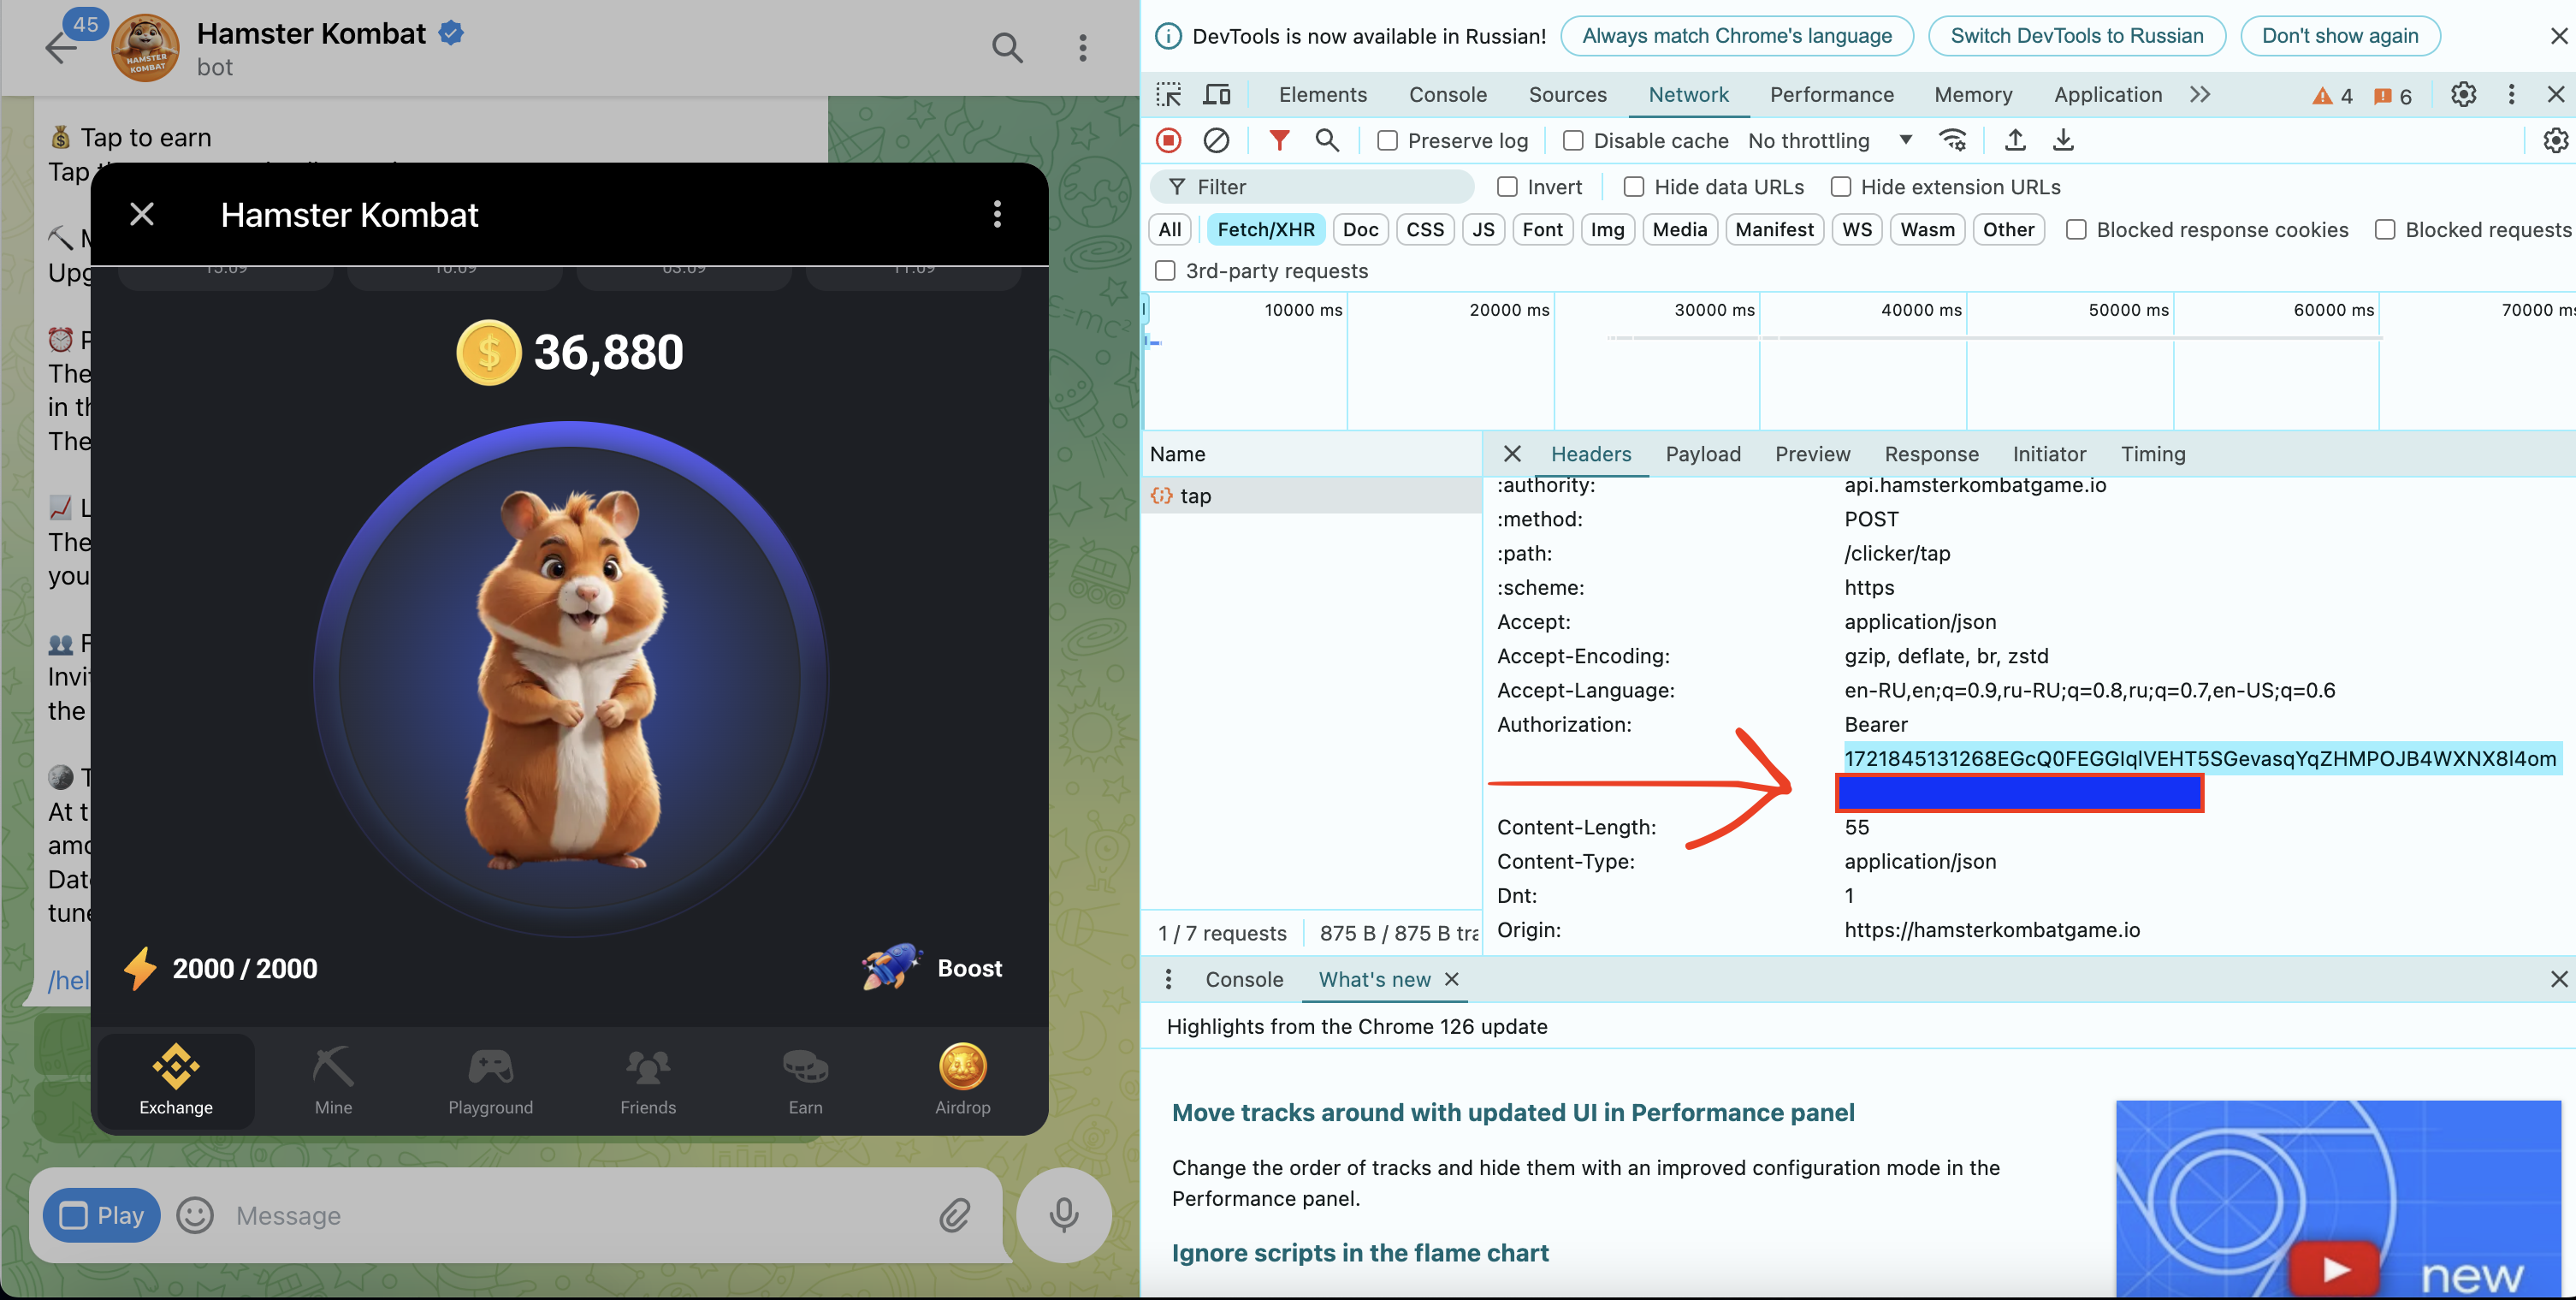 45
Hamster Kombat
bot
💰 Tap to earn
Tap
Upg
The
in th
The
The
you
Invi
the
At t
amo
Date
tune
/hel
Hamster Kombat
HAMSTER
KOMBAT
36,880
2000 / 2000
Boost
Exchange
Mine
Playground
Friends
Earn
Airdrop
Play
Message
DevTools is now available in Russian!
Always match Chrome's language
Switch DevTools to Russian
Don't show again
Elements
Console
Sources
Network
Performance
Memory
Application
4
6
Preserve log
Disable cache
No throttling
Filter
Invert
Hide data URLs
Hide extension URLs
All
Fetch/XHR
Doc
CSS
JS
Font
Img
Media
Manifest
WS
Wasm
Other
Blocked response cookies
Blocked requests
3rd-party requests
10000 ms
20000 ms
30000 ms
40000 ms
50000 ms
60000 ms
70000 ms
Name
Headers
Payload
Preview
Response
Initiator
Timing
tap
:authority: api.hamsterkombatgame.io
:method: POST
:path: /clicker/tap
:scheme: https
Accept: application/json
Accept-Encoding: gzip, deflate, br, zstd
Accept-Language: en-RU,en;q=0.9,ru-RU;q=0.8,ru;q=0.7,en-US;q=0.6
Authorization: Bearer
1721845131268EGcQ0FEGGIqlVEHT5SGevasqYqZHMPOJB4WXNX8l4om
Content-Length: 55
Content-Type: application/json
Dnt: 1
Origin: https://hamsterkombatgame.io
1 / 7 requests
875 B / 875 B tra
Console
What's new
Highlights from the Chrome 126 update
Move tracks around with updated UI in Performance panel
Change the order of tracks and hide them with an improved configuration mode in the
Performance panel.
Ignore scripts in the flame chart
new